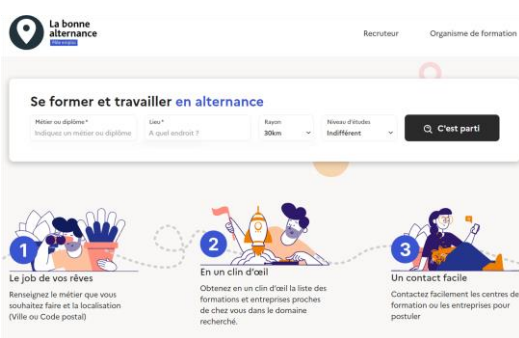 La bonne
alternance
Pôle emploi
Recruteur
Organisme de formation
Se former et travailler en alternance
Métier ou diplôme *
Indiquez un métier ou diplôme
Lieu *
A quel endroit ?
Rayon
30km
Niveau d'études
Indifférent
C'est parti
1
Le job de vos rêves
Renseignez le métier que vous
souhaitez faire et la localisation
(Ville ou Code postal)
2
En un clin d'œil
Obtenez en un clin d'œil la liste des
formations et entreprises proches
de chez vous dans le domaine
recherché.
3
Un contact facile
Contactez facilement les centres de
formation ou les entreprises pour
postuler